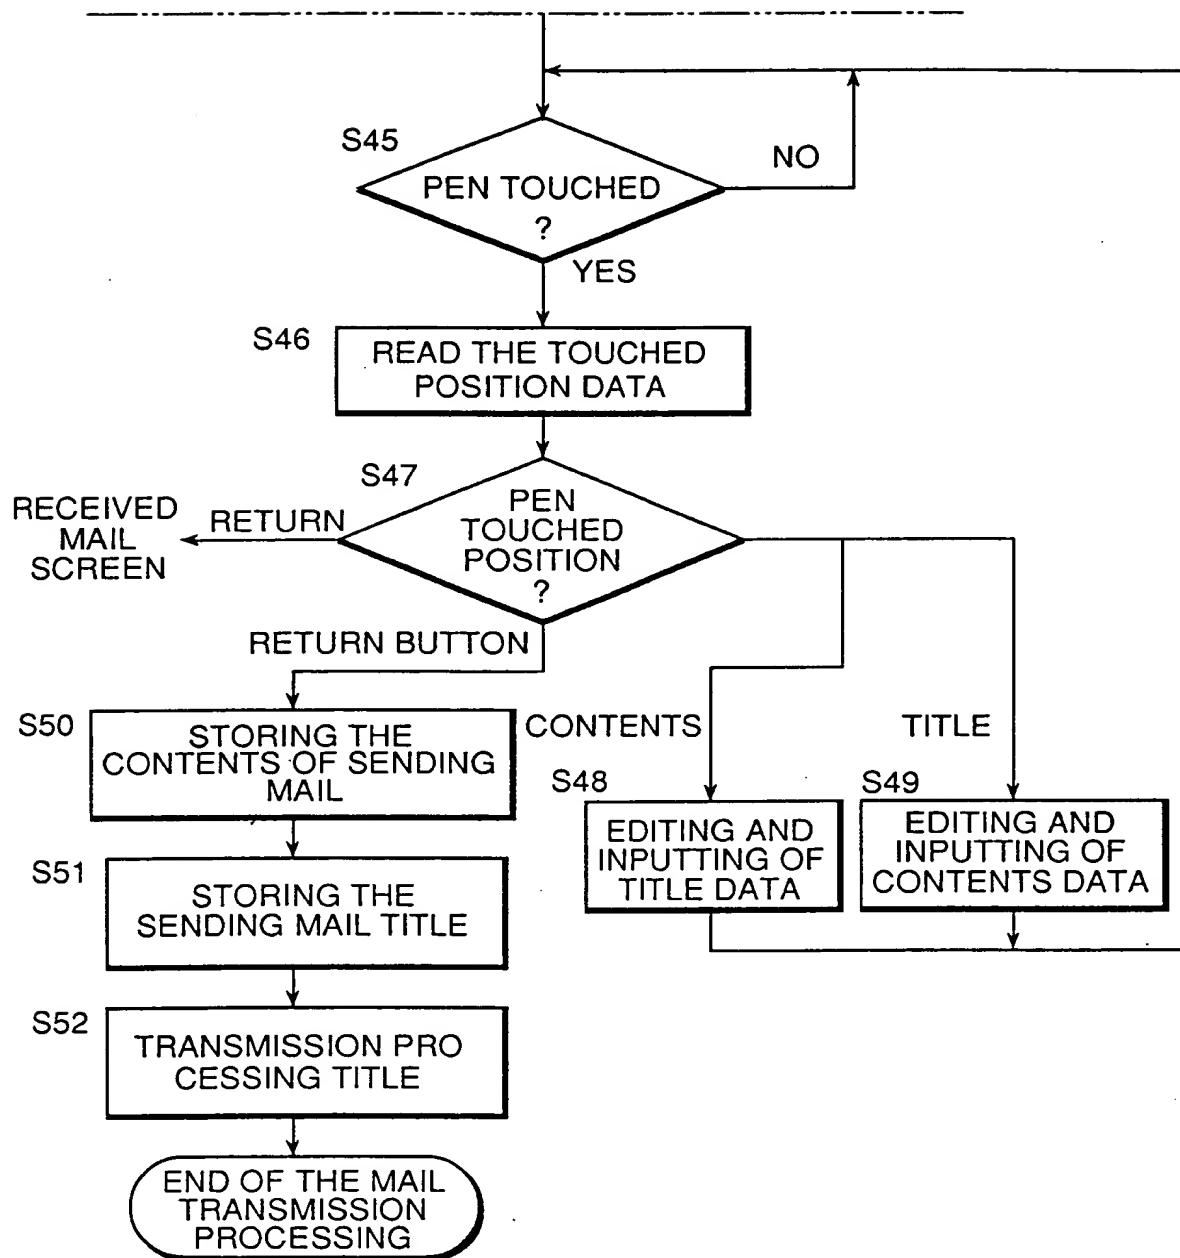 S45
PEN TOUCHED
?
NO
YES
S46
READ THE TOUCHED
POSITION DATA
S47
PEN
TOUCHED
POSITION
?
RETURN
RECEIVED
MAIL
SCREEN
RETURN BUTTON
CONTENTS
TITLE
S50
STORING THE
CONTENTS OF SENDING
MAIL
S48
EDITING AND
INPUTTING OF
TITLE DATA
S49
EDITING AND
INPUTTING OF
CONTENTS DATA
S51
STORING THE
SENDING MAIL TITLE
S52
TRANSMISSION PRO
CESSING TITLE
END OF THE MAIL
TRANSMISSION
PROCESSING